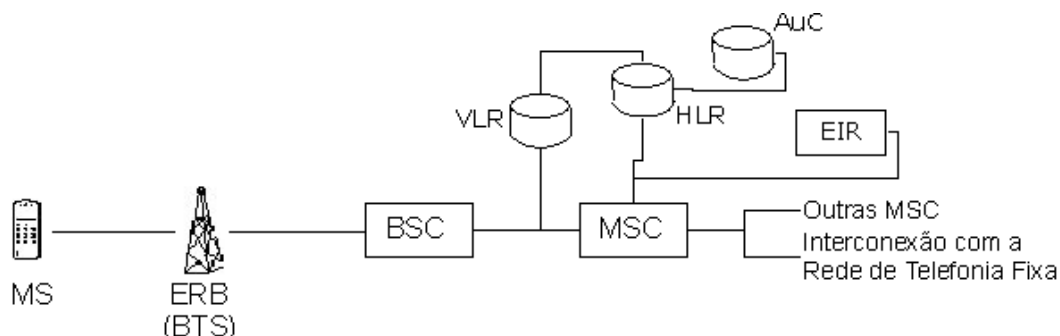 AuC
VLR
HLR
EIR
BSC
MSC
Outras MSC
Interconexão com a
Rede de Telefonia Fixa
MS
ERB
(BTS)